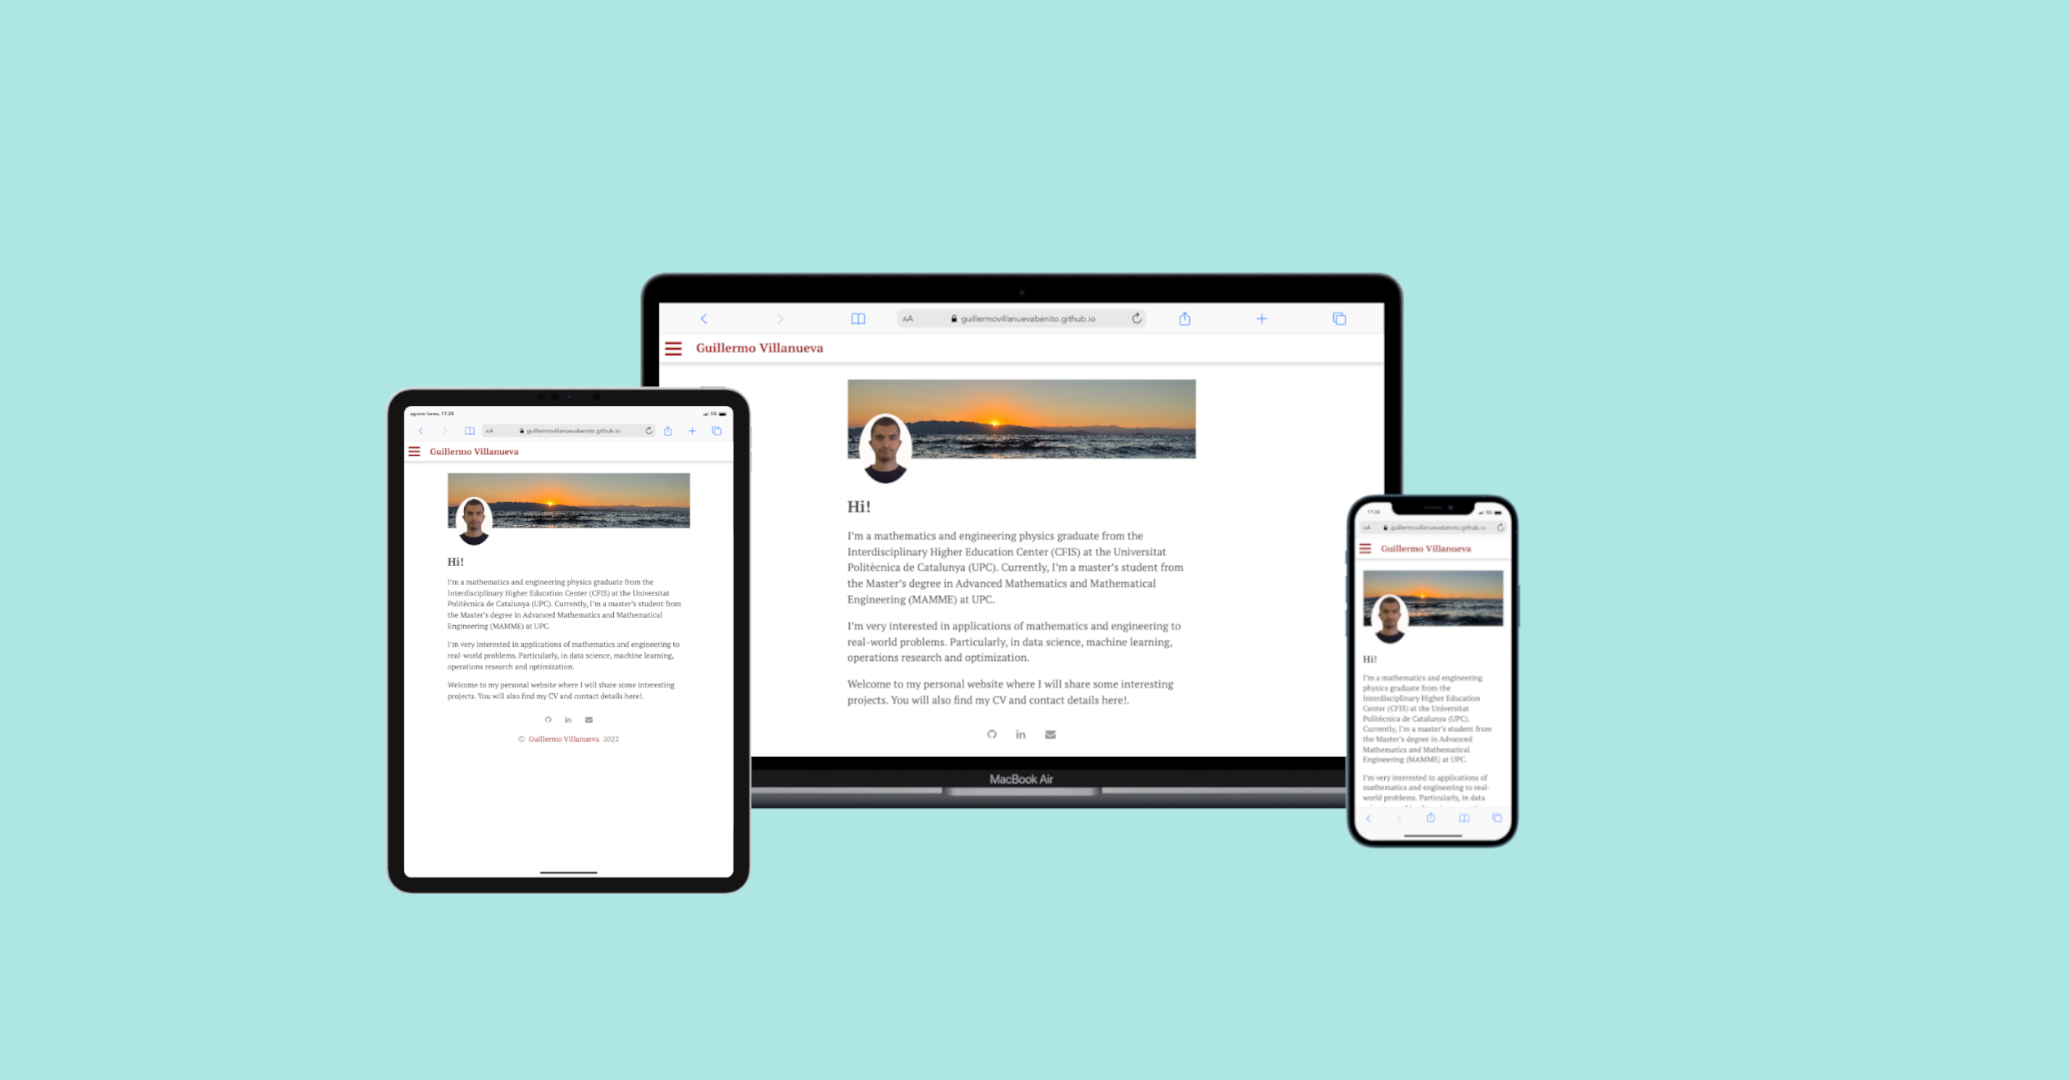 guillermovillanuevabenito.github.io
AA
Guillermo Villanueva
Hi!
I'm a mathematics and engineering physics graduate from the
Interdisciplinary Higher Education Center (CFIS) at the Universitat
Politècnica de Catalunya (UPC). Currently, I'm a master's student from
the Master's degree in Advanced Mathematics and Mathematical
Engineering (MAMME) at UPC.
I'm very interested in applications of mathematics and engineering to
real-world problems. Particularly, in data science, machine learning,
operations research and optimization.
Welcome to my personal website where I will share some interesting
projects. You will also find my CV and contact details here!.
in
MacBook Air
agosto lunes, 17:38
5G
AA
guillermovillanuevabenito.github.io
Guillermo Villanueva
Hi!
I'm a mathematics and engineering physics graduate from the
Interdisciplinary Higher Education Center (CFIS) at the Universitat
Politècnica de Catalunya (UPC). Currently, I'm a master's student from
the Master's degree in Advanced Mathematics and Mathematical
Engineering (MAMME) at UPC.
I'm very interested in applications of mathematics and engineering to
real-world problems. Particularly, in data science, machine learning,
operations research and optimization.
Welcome to my personal website where I will share some interesting
projects. You will also find my CV and contact details here!.
in
© Guillermo Villanueva 2022
5G
AA
guillermovillanuevabenito.github.io
Guillermo Villanueva
Hi!
I'm a mathematics and engineering
physics graduate from the
Interdisciplinary Higher Education
Center (CFIS) at the Universitat
Politècnica de Catalunya (UPC).
Currently, I'm a master's student from
the Master's degree in Advanced
Mathematics and Mathematical
Engineering (MAMME) at UPC.
I'm very interested in applications of
mathematics and engineering to real-
world problems. Particularly, in data